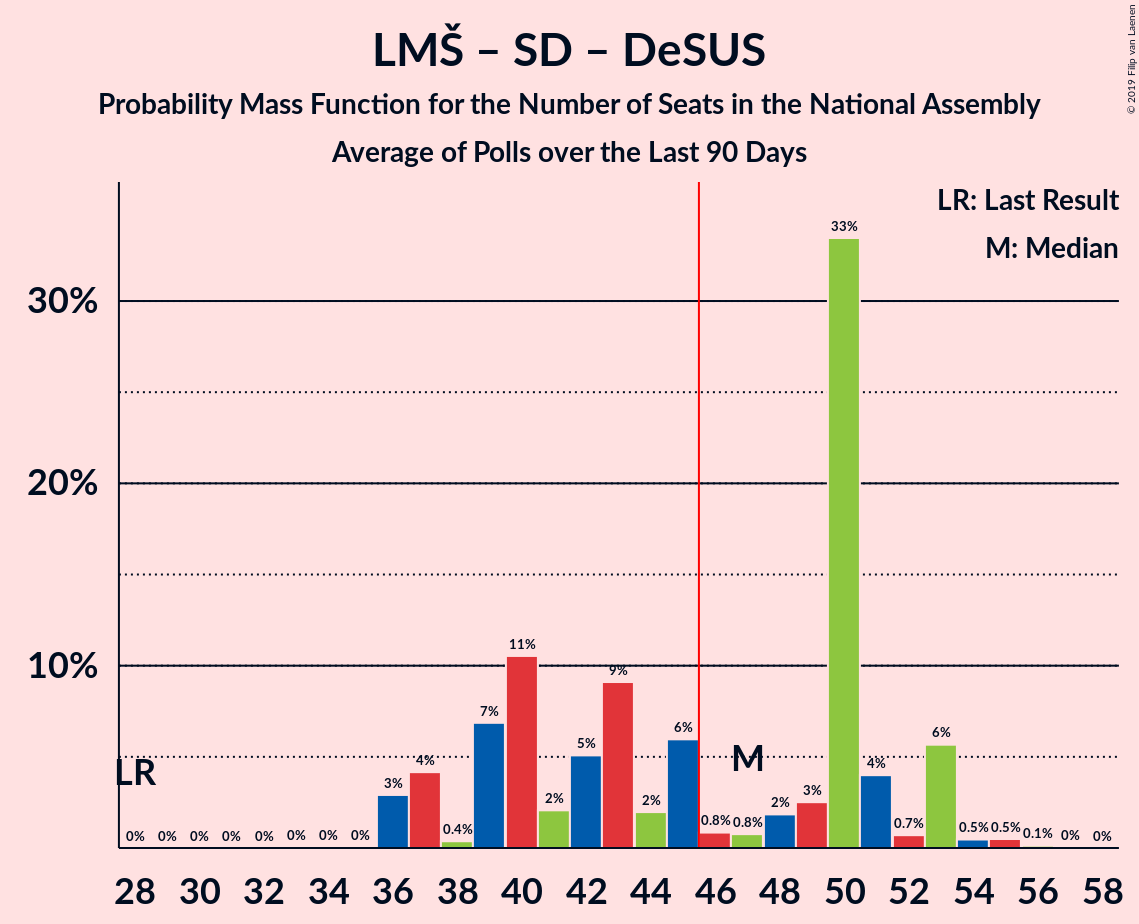 LMŠ – SD – DeSUS
Probability Mass Function for the Number of Seats in the National Assembly
Average of Polls over the Last 90 Days
© 2019 Filip van Laenen
LR: Last Result
M: Median
30%
20%
10%
LR
M
0% 0% 0% 0% 0% 0% 0% 0% 3% 4% 0.4% 7% 11% 2% 5% 9% 2% 6% 0.8% 0.8% 2% 3% 33% 4% 0.7% 6% 0.5% 0.5% 0.1% 0% 0%
28 30 32 34 36 38 40 42 44 46 48 50 52 54 56 58